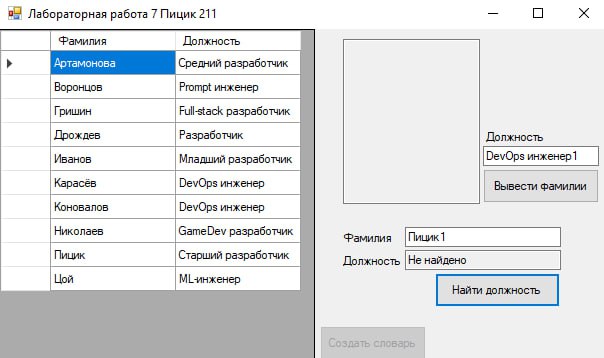 Лабораторная работа 7 Пицик 211
Фамилия Должность
Артамонова Средний разработчик
Воронцов Prompt инженер
Гришин Full-stack разработчик
Дрождев Разработчик
Иванов Младший разработчик
Карасёв DevOps инженер
Коновалов DevOps инженер
Николаев GameDev разработчик
Пицик Старший разработчик
Цой ML-инженер
Должность
DevOps инженер1
Вывести фамилии
Фамилия Пицик1
Должность Не найдено
Найти должность
Создать словарь